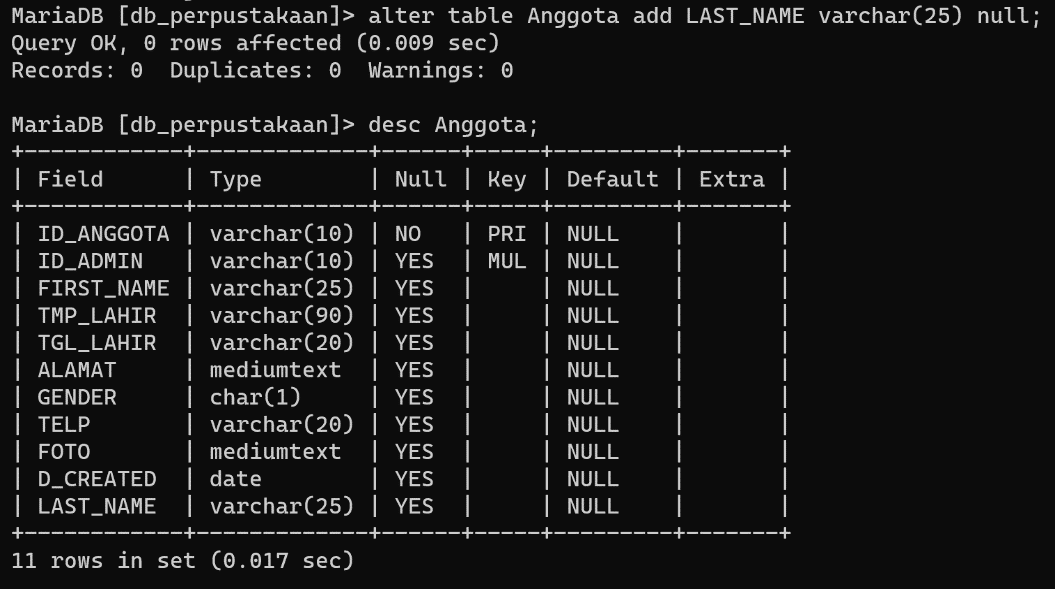 MariaDB [db_perpustakaan]> alter table Anggota add LAST_NAME varchar(25) null;
Query OK, 0 rows affected (0.009 sec)
Records: 0  Duplicates: 0  Warnings: 0

MariaDB [db_perpustakaan]> desc Anggota;
+------------+-------------+------+-----+---------+-------+
| Field      | Type        | Null | Key | Default | Extra |
+------------+-------------+------+-----+---------+-------+
| ID_ANGGOTA | varchar(10) | NO   | PRI | NULL    |       |
| ID_ADMIN   | varchar(10) | YES  | MUL | NULL    |       |
| FIRST_NAME | varchar(25) | YES  |     | NULL    |       |
| TMP_LAHIR  | varchar(90) | YES  |     | NULL    |       |
| TGL_LAHIR  | varchar(20) | YES  |     | NULL    |       |
| ALAMAT     | mediumtext  | YES  |     | NULL    |       |
| GENDER     | char(1)     | YES  |     | NULL    |       |
| TELP       | varchar(20) | YES  |     | NULL    |       |
| FOTO       | mediumtext  | YES  |     | NULL    |       |
| D_CREATED  | date        | YES  |     | NULL    |       |
| LAST_NAME  | varchar(25) | YES  |     | NULL    |       |
+------------+-------------+------+-----+---------+-------+
11 rows in set (0.017 sec)